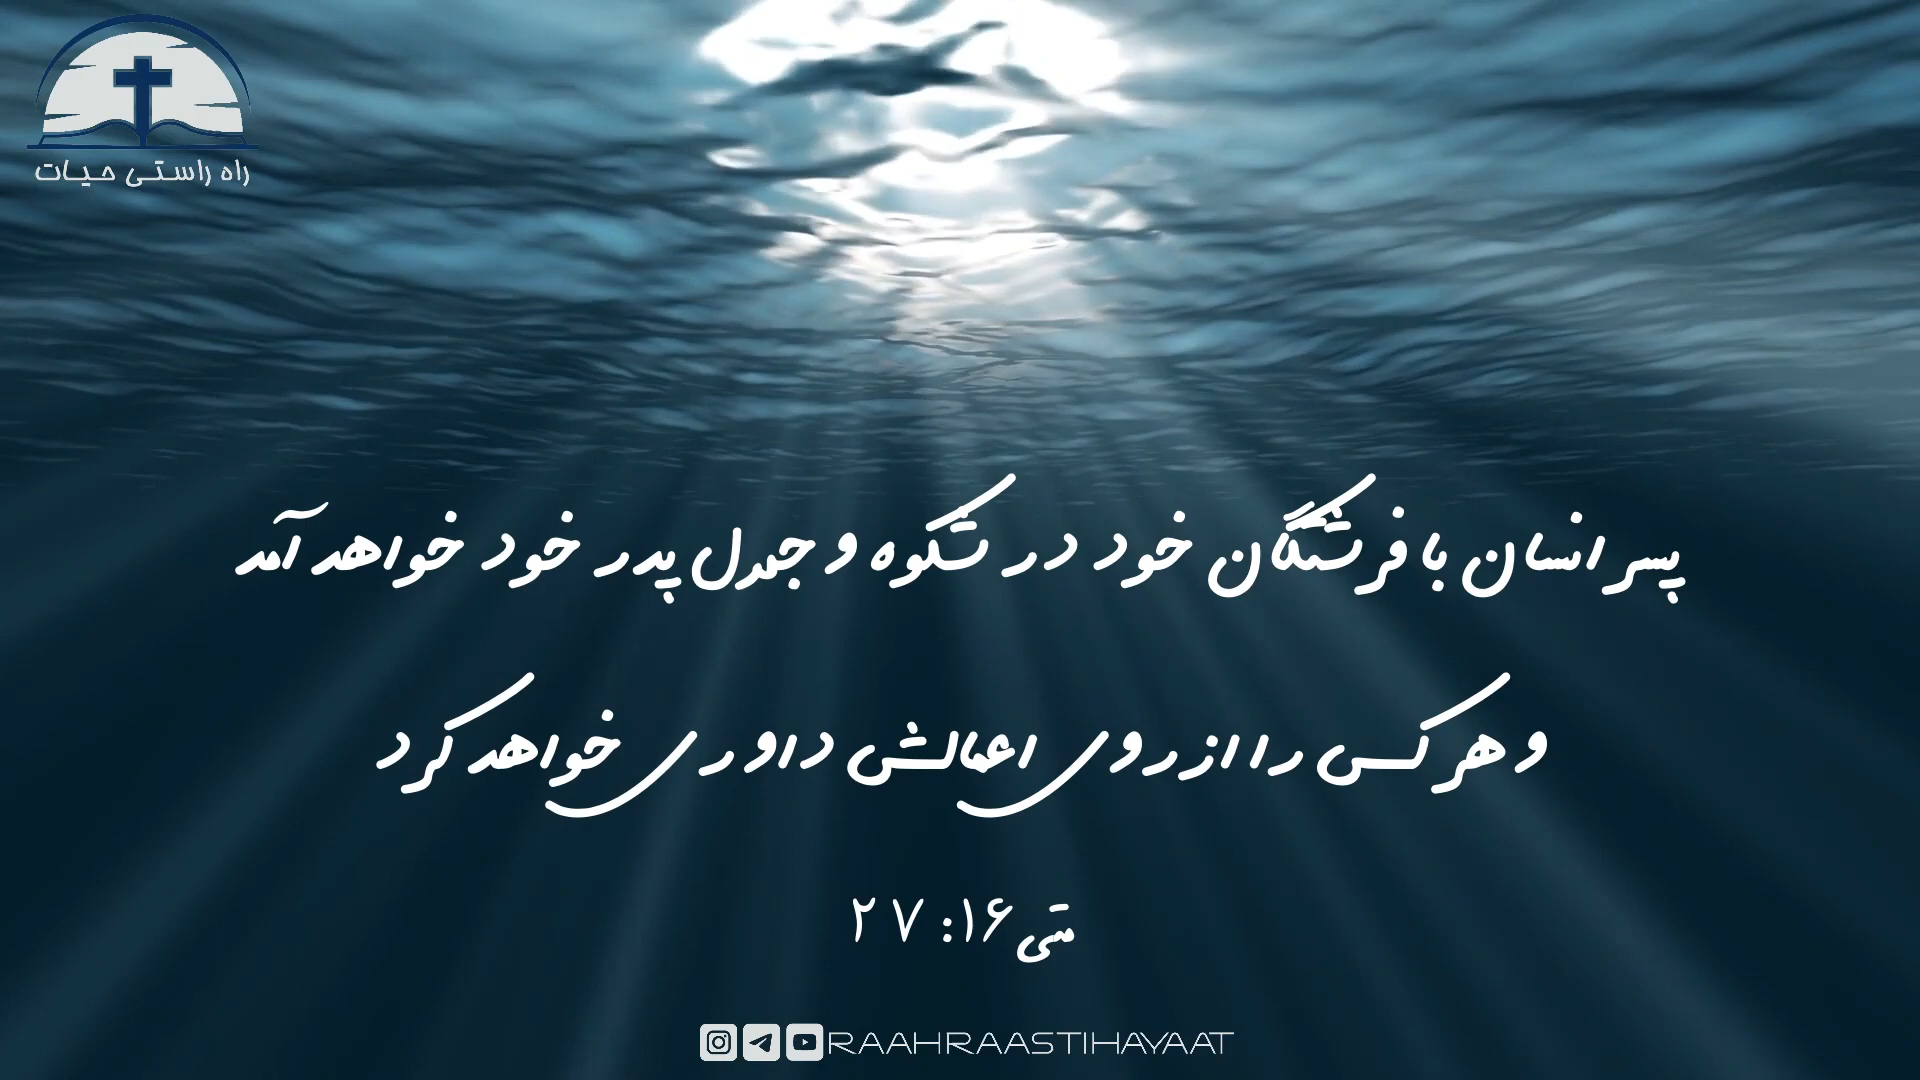 راه راستی حیات
پسر انسان با فرشتگان خود در شکوه و جلال پدر خود خواهد آمد
و هر کس را از روی اعمالش داوری خواهد کرد
متی ۱۶: ۲۷
RAAHRAASTIHAYAAT